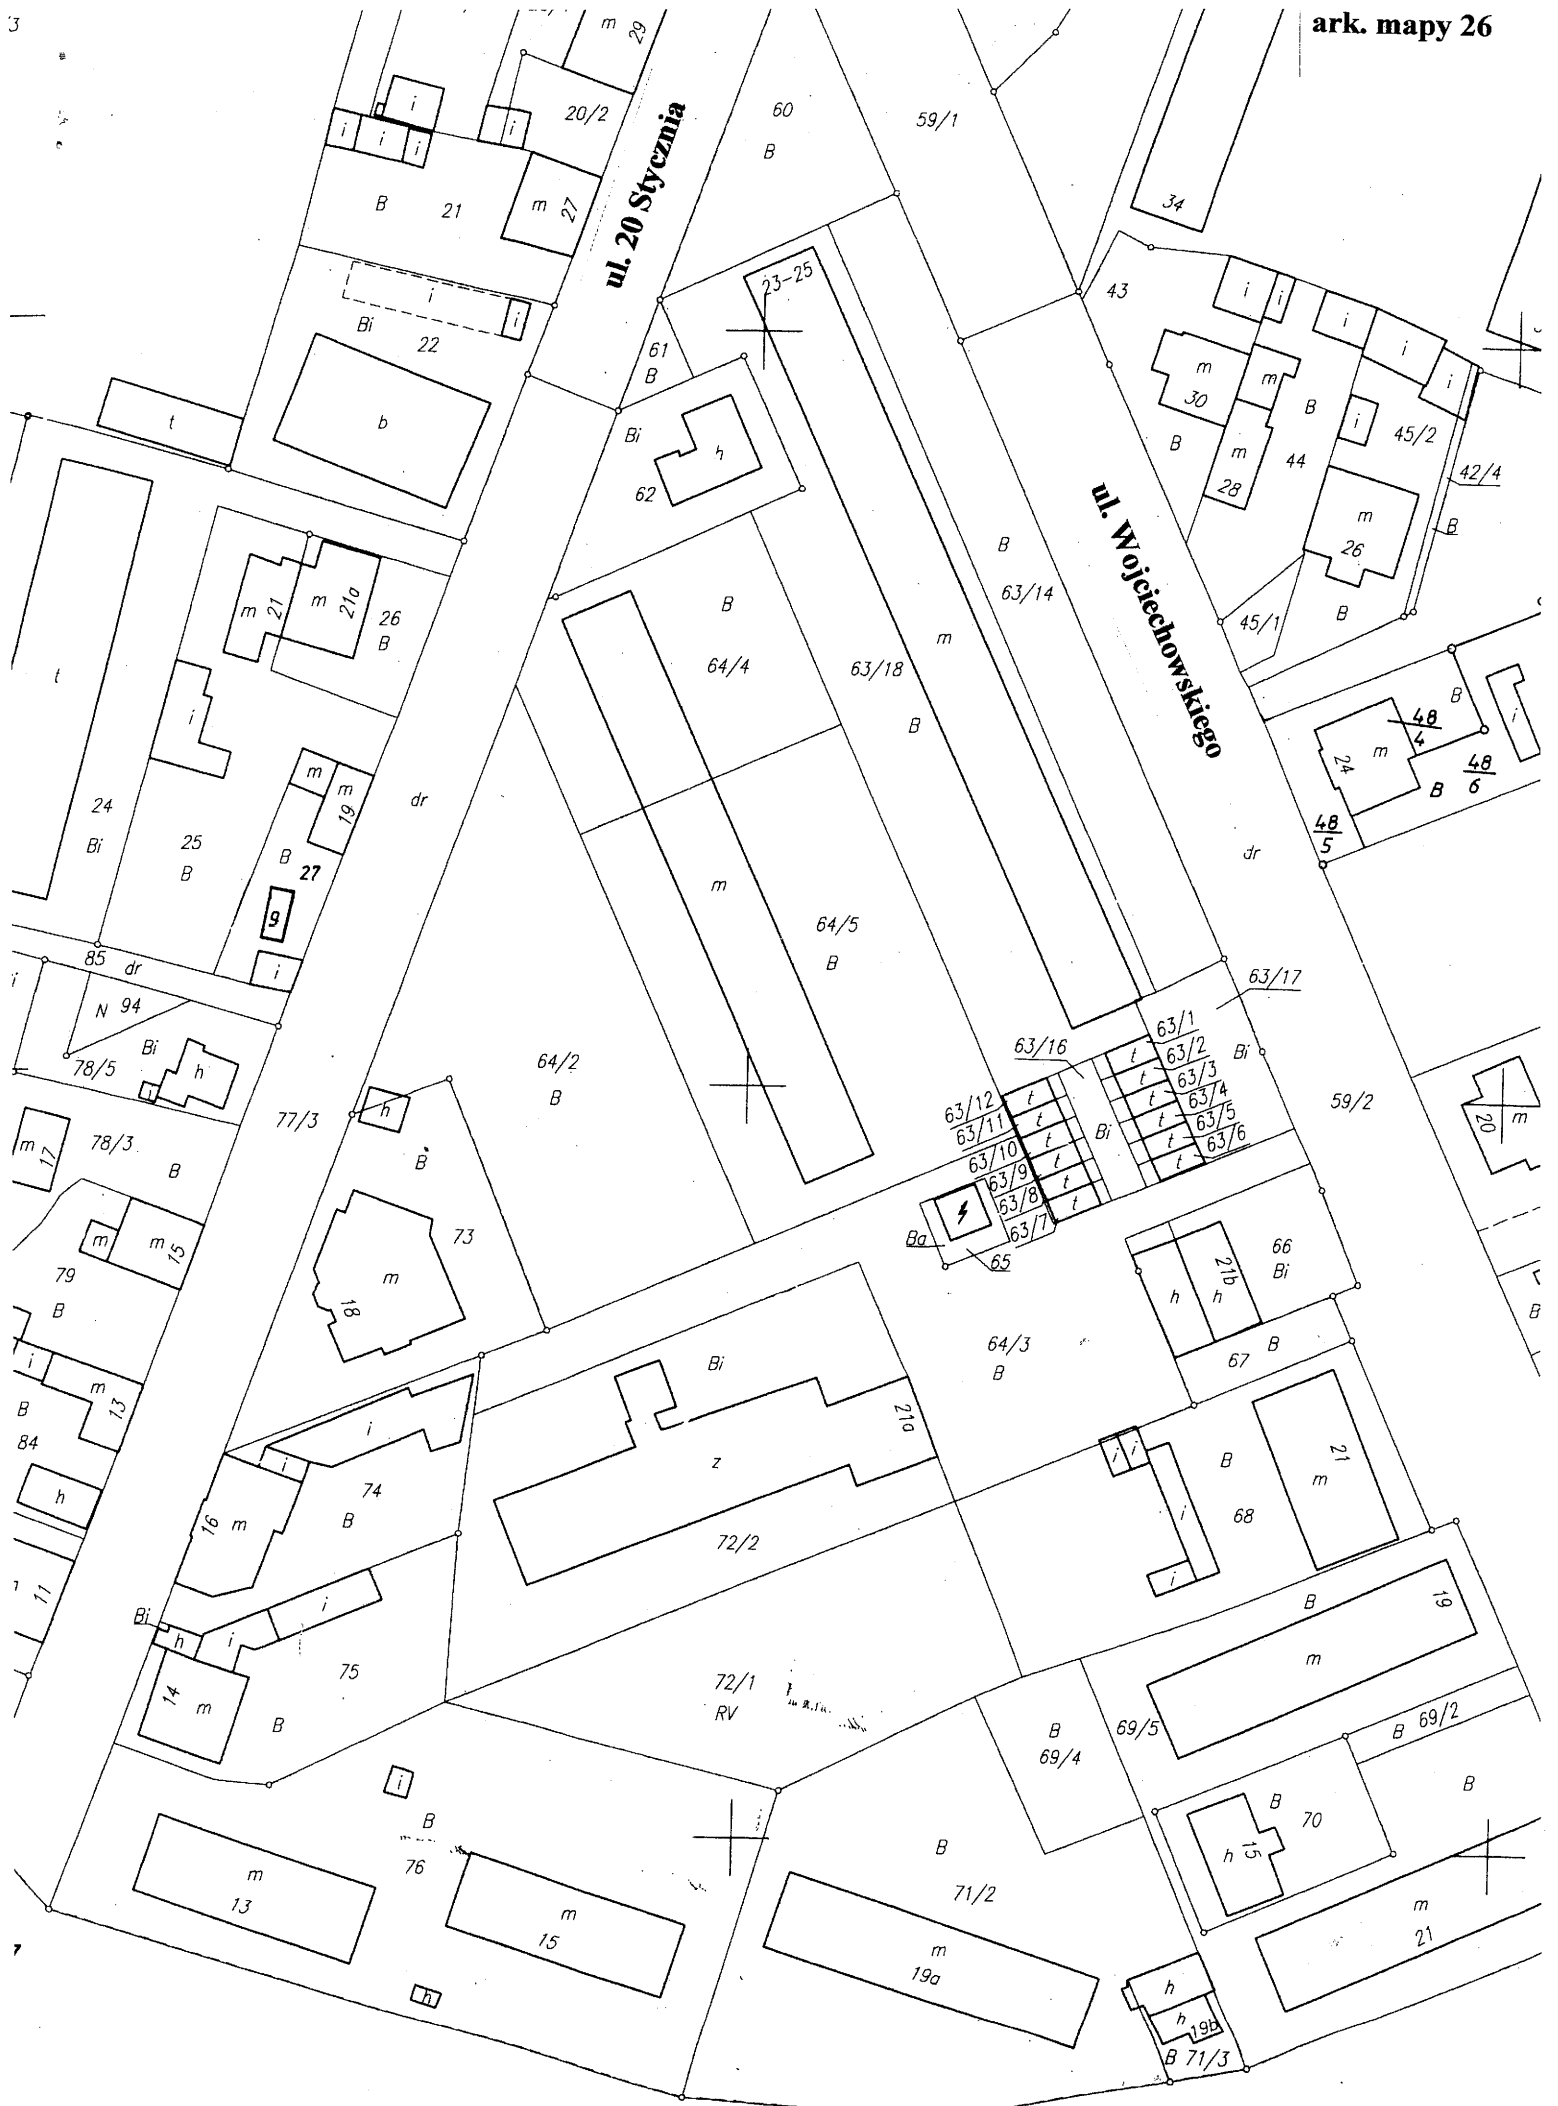 ark. mapy 26
m
29
i
i
i
i
i
20/2
60
B
59/1
B
21
m
27
ul. 20 Stycznia
34
23-25
43
i
i
i
i
i
i
Bi
22
i
61
B
m
30
m
B
B
i
45/2
t
b
Bi
h
62
m
28
44
42/4
m
26
B
ul. Wojciechowskiego
B
63/14
45/1
B
m
21
m
21a
26
B
B
64/4
m
63/18
B
t
i
B
i
48/4
m
24
B
48/6
48/5
m
m
19
dr
24
Bi
25
B
B
27
9
m
dr
64/5
B
85
dr
i
N 94
63/17
Bi
78/5
h
i
63/16
63/1
63/2
63/3
63/4
63/5
63/6
t
t
t
t
t
t
Bi
Bi
64/2
B
63/12
63/11
63/10
63/9
63/8
63/7
t
t
t
t
t
59/2
20
m
h
77/3
78/3
B
m
17
B
73
Ba
65
m
m
15
m
18
66
Bi
h
h
21b
79
B
B
64/3
B
67
B
Bi
21a
i
m
13
B
84
i
i
z
i
i
B
21
m
68
i
i
h
16
m
74
B
72/2
11
Bi
h
i
i
B
19
m
75
14
m
B
72/1
RV
B
69/4
69/5
B
69/2
i
B
B
B
70
h
15
m
13
76
m
15
B
71/2
m
19a
m
21
h
h
h
19b
B 71/3